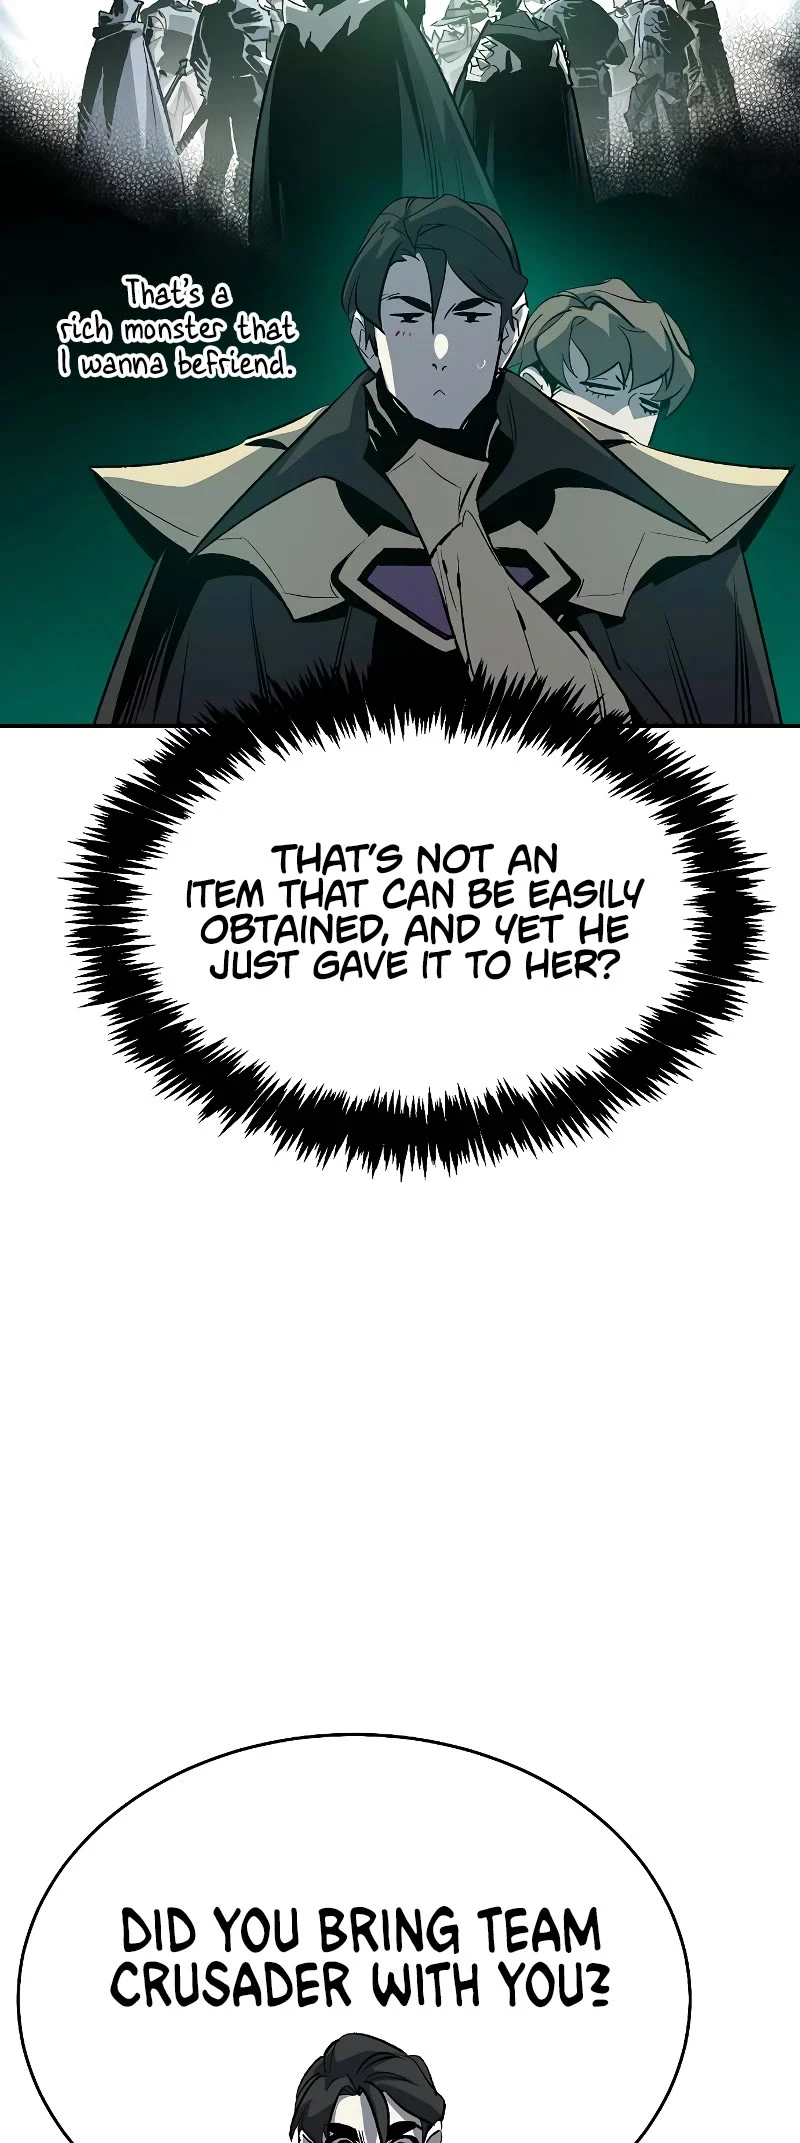 That's a
rich monster that
I wanna befriend.
THAT'S NOT AN
ITEM THAT CAN BE EASILY
OBTAINED, AND YET HE
JUST GAVE IT TO HER?
DID YOU BRING TEAM
CRUSADER WITH YOU?